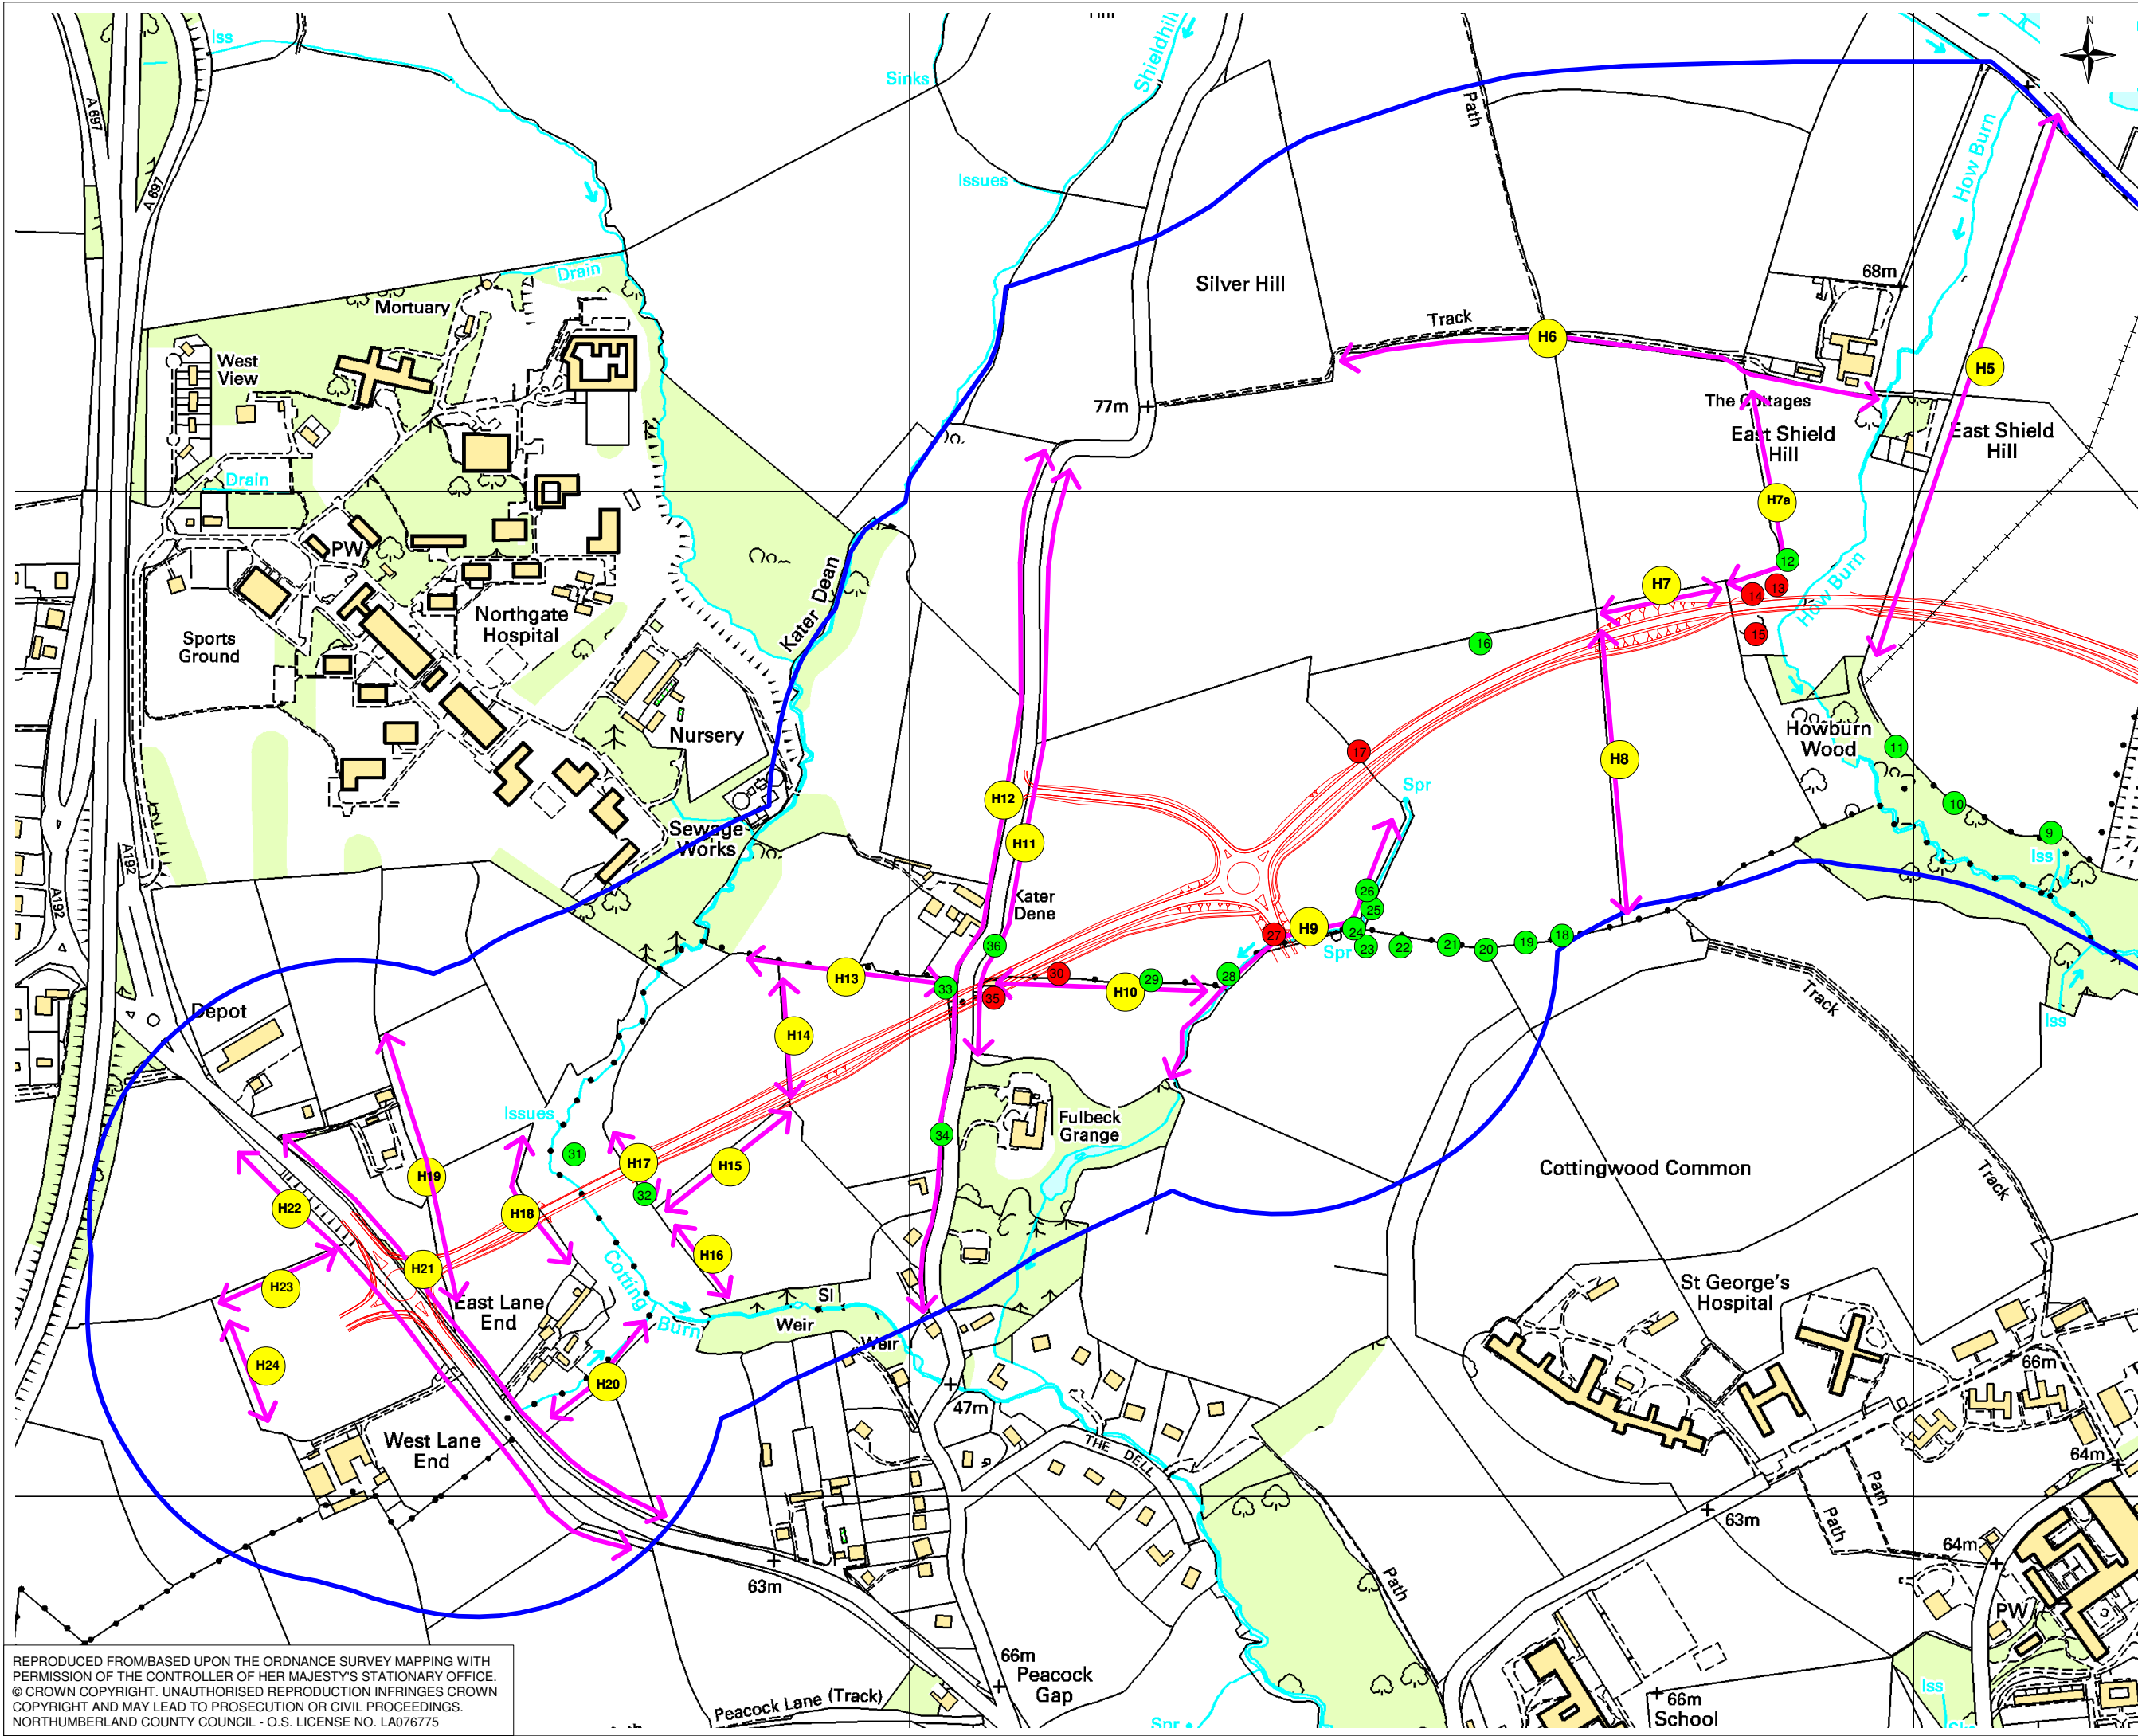 Iss
Sinks
Shieldhill
N
A 697
A 697
Path
How Burn
Issues
Drain
Mortuary
Silver Hill
68m
Track
H6
West
View
H5
77m
The Cottages
East Shield
Hill
East Shield
Hill
Drain
H7a
PW
12
Kater Dean
How Burn
H7
13
14
Northgate
Hospital
Sports
Ground
15
16
Nursery
17
H8
Howburn
Wood
11
Spr
H12
10
Sewage
Works
H11
9
Iss
A192
A192
26
Kater
Dene
25
H9
24
27
18
36
23
22
21
20
19
Spr
H13
30
29
28
33
35
H10
Track
Depot
Iss
H14
Issues
34
Fulbeck
Grange
31
H17
H15
Cottingwood Common
H19
32
Track
H22
H18
H16
H21
H23
Cotting
Burn
East Lane
End
Sl
Weir
Weir
St George's
Hospital
H24
H20
66m
47m
West Lane
End
THE DELL
64m
Path
Path
63m
64m
63m
Path
PW
66m
Peacock
Gap
Peacock Lane (Track)
66m
School
Iss
Spr
REPRODUCED FROM/BASED UPON THE ORDNANCE SURVEY MAPPING WITH
PERMISSION OF THE CONTROLLER OF HER MAJESTY'S STATIONARY OFFICE.
© CROWN COPYRIGHT. UNAUTHORISED REPRODUCTION INFRINGES CROWN
COPYRIGHT AND MAY LEAD TO PROSECUTION OR CIVIL PROCEEDINGS.
NORTHUMBERLAND COUNTY COUNCIL - O.S. LICENSE NO. LA076775